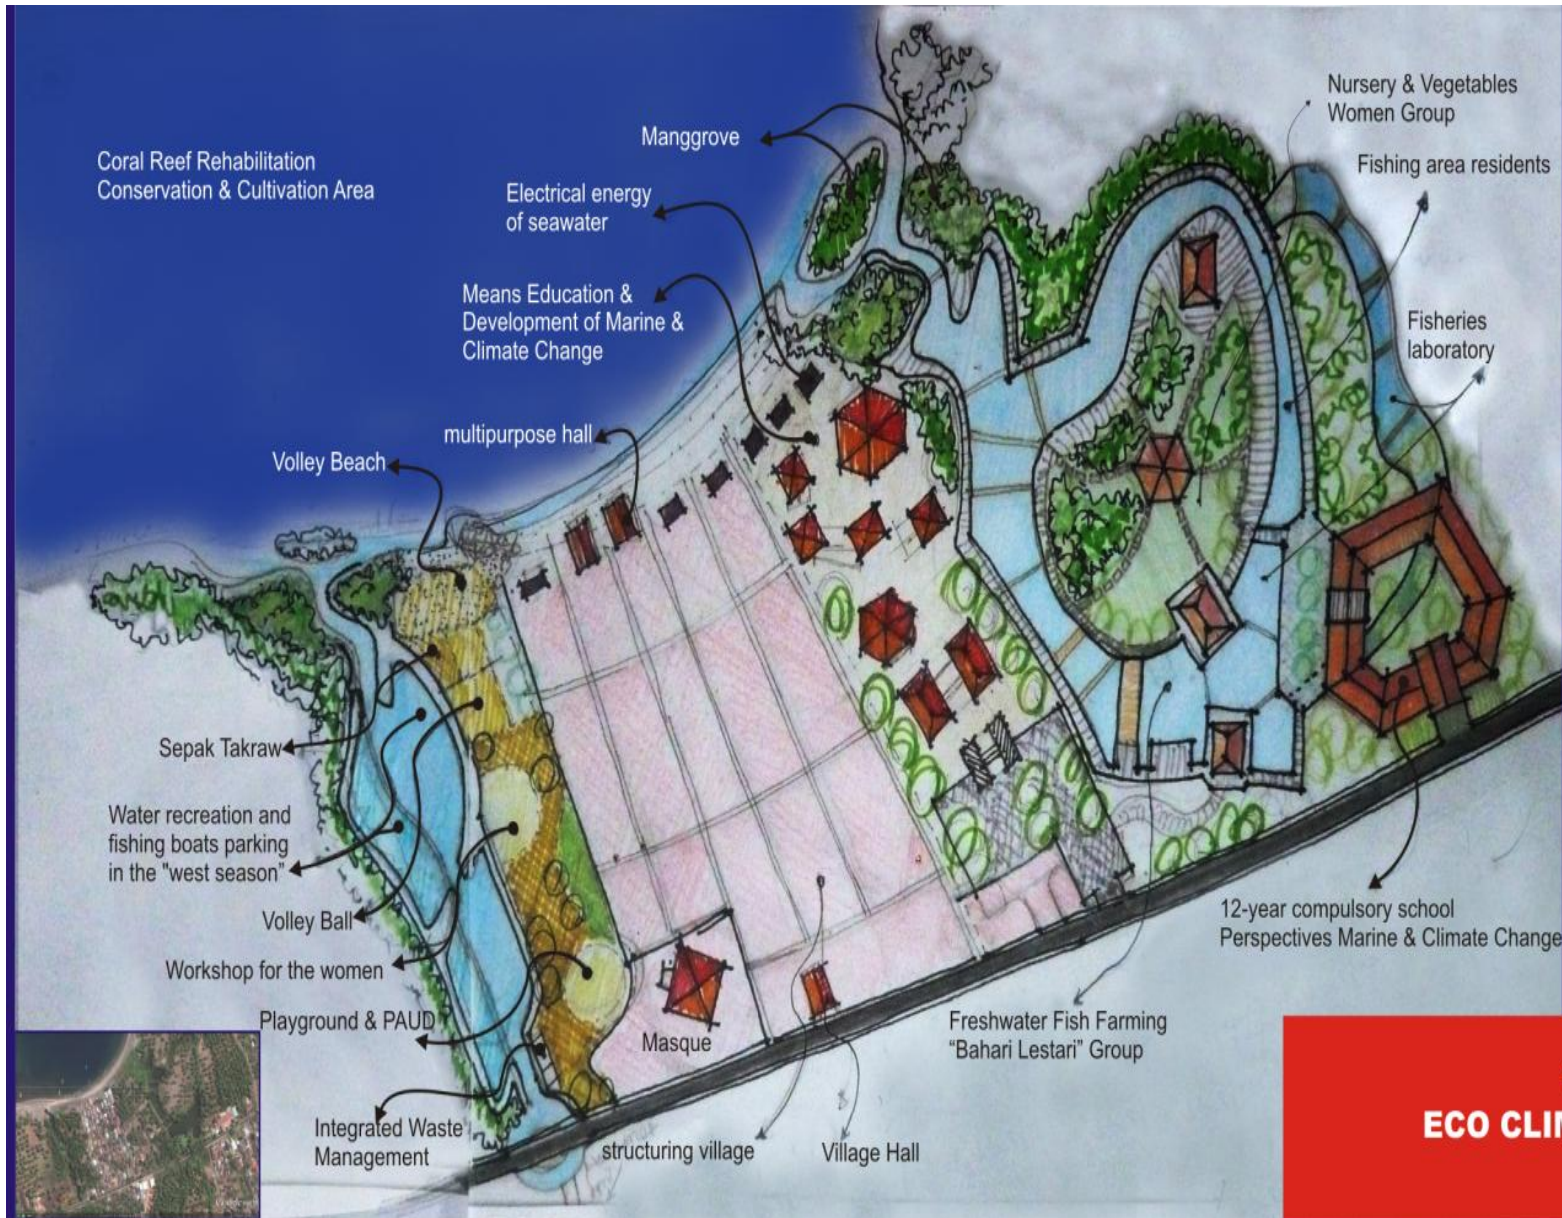 Coral Reef Rehabilitation
Conservation & Cultivation Area
Manggrove
Electrical energy
of seawater
Means Education &
Development of Marine &
Climate Change
multipurpose hall
Volley Beach
Nursery & Vegetables
Women Group
Fishing area residents
Fisheries
laboratory
Sepak Takraw
Water recreation and
fishing boats parking
in the "west season"
Volley Ball
Workshop for the women
Playground & PAUD
Integrated Waste
Management
Masque
structuring village
Village Hall
Freshwater Fish Farming
“Bahari Lestari” Group
12-year compulsory school
Perspectives Marine & Climate Change
ECO CLI